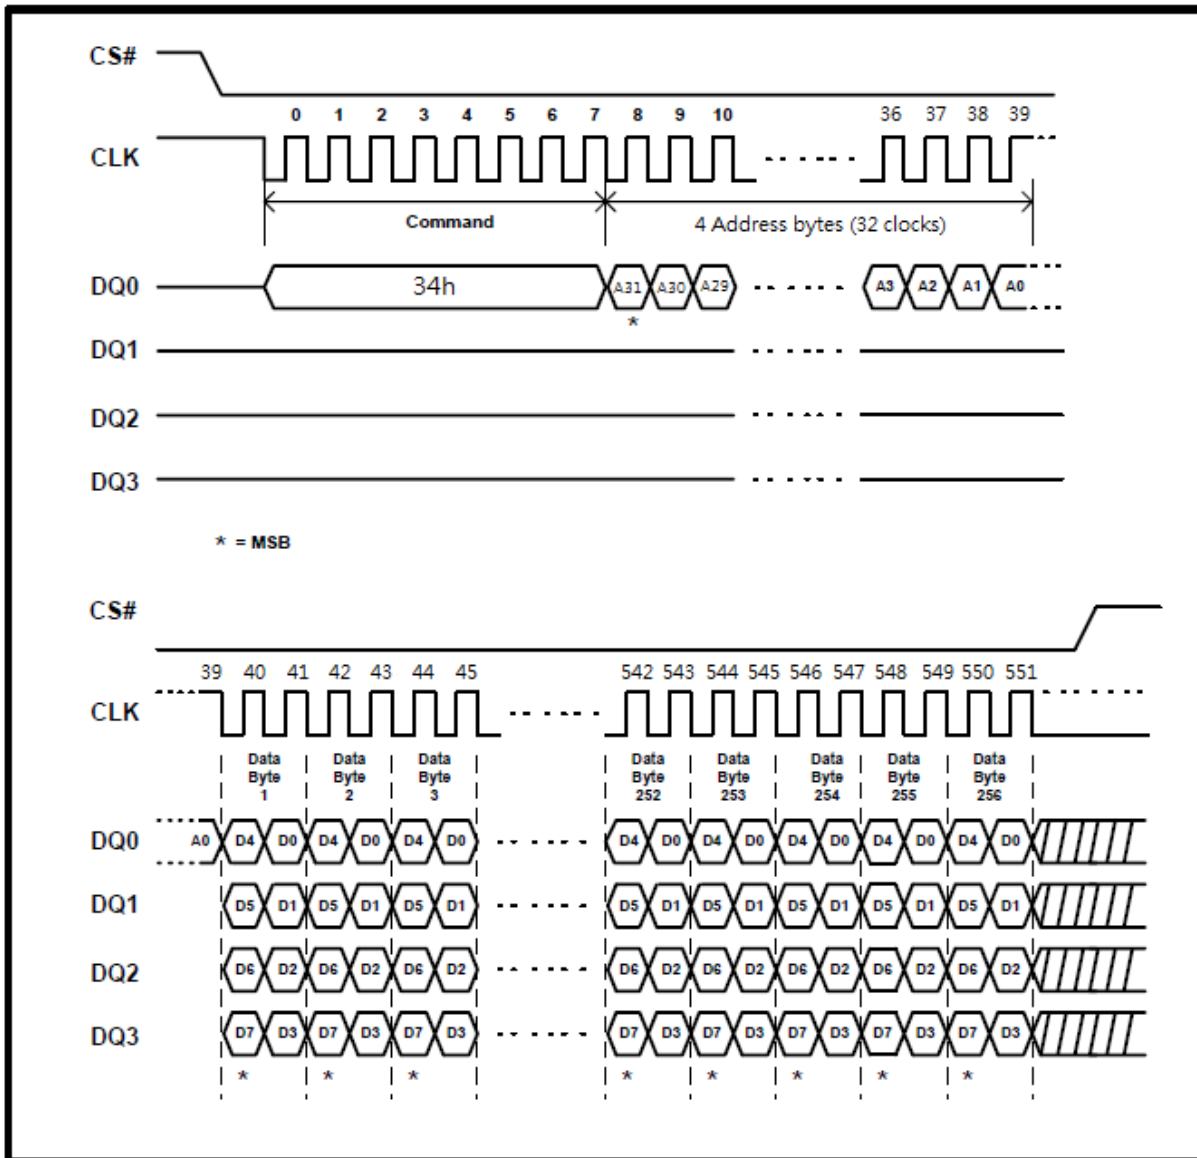 CS#
0 1 2 3 4 5 6 7 8 9 10 36 37 38 39
CLK
Command 4 Address bytes (32 clocks)
DQ0 34h A31 A30 A29 A3 A2 A1 A0
*
DQ1
DQ2
DQ3
* = MSB
CS#
39 40 41 42 43 44 45 542 543 544 545 546 547 548 549 550 551
CLK
Data Data Data Data Data Data Data Data
Byte Byte Byte Byte Byte Byte Byte Byte
1 2 3 252 253 254 255 256
DQ0 A0 D4 D0 D4 D0 D4 D0 D4 D0 D4 D0 D4 D0 D4 D0 D4 D0
DQ1 D5 D1 D5 D1 D5 D1 D5 D1 D5 D1 D5 D1 D5 D1 D5 D1
DQ2 D6 D2 D6 D2 D6 D2 D6 D2 D6 D2 D6 D2 D6 D2 D6 D2
DQ3 D7 D3 D7 D3 D7 D3 D7 D3 D7 D3 D7 D3 D7 D3 D7 D3
* * * * * * * *